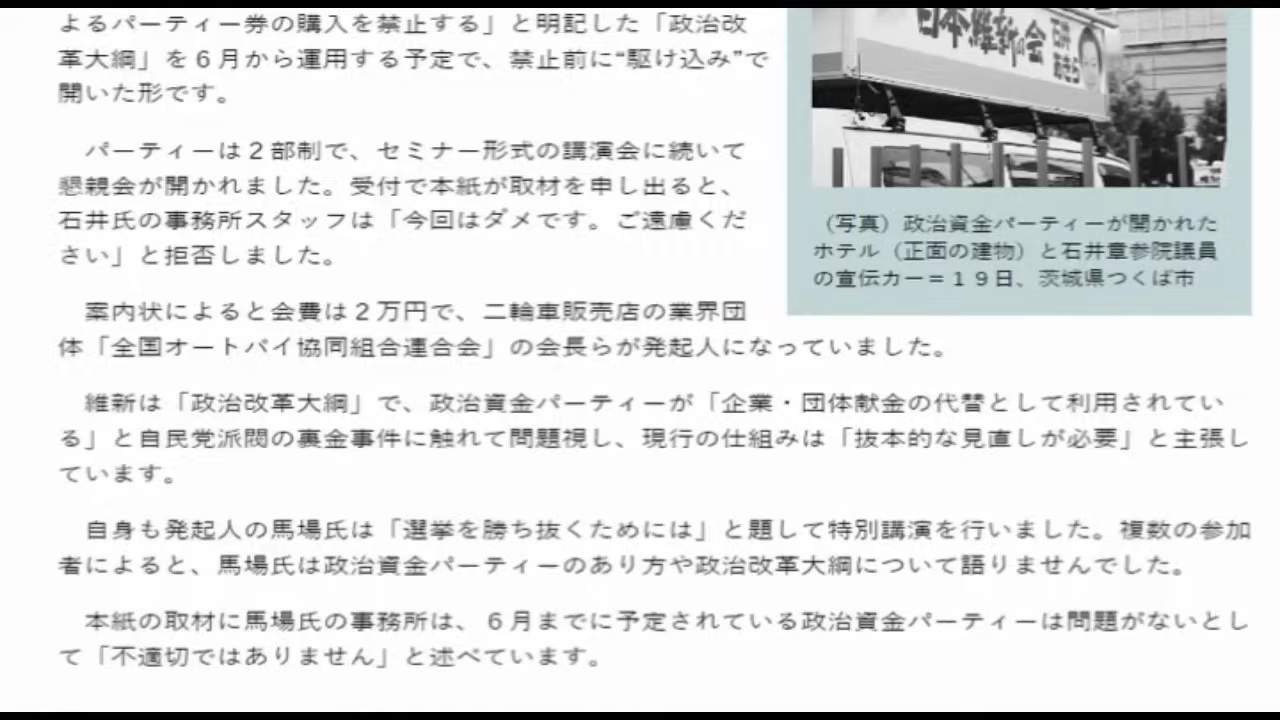 よるパーティー券の購入を禁止する」と明記した「政治改
革大綱」を６月から運用する予定で、禁止前に“駆け込み”で
開いた形です。
パーティーは２部制で、セミナー形式の講演会に続いて
懇親会が開かれました。受付で本紙が取材を申し出ると、
石井氏の事務所スタッフは「今回はダメです。ご遠慮くだ
さい」と拒否しました。
案内状によると会費は２万円で、二輪車販売店の業界団
体「全国オートバイ協同組合連合会」の会長らが発起人になっていました。
維新は「政治改革大綱」で、政治資金パーティーが「企業・団体献金の代替として利用されてい
る」と自民党派閥の裏金事件に触れて問題視し、現行の仕組みは「抜本的な見直しが必要」と主張し
ています。
自身も発起人の馬場氏は「選挙を勝ち抜くためには」と題して特別講演を行いました。複数の参加
者によると、馬場氏は政治資金パーティーのあり方や政治改革大綱について語りませんでした。
本紙の取材に馬場氏の事務所は、６月までに予定されている政治資金パーティーは問題がないとし
て「不適切ではありません」と述べています。
日本維新の会
石井
あきら
（写真）政治資金パーティーが開かれた
ホテル（正面の建物）と石井章参院議員
の宣伝カー＝１９日、茨城県つくば市